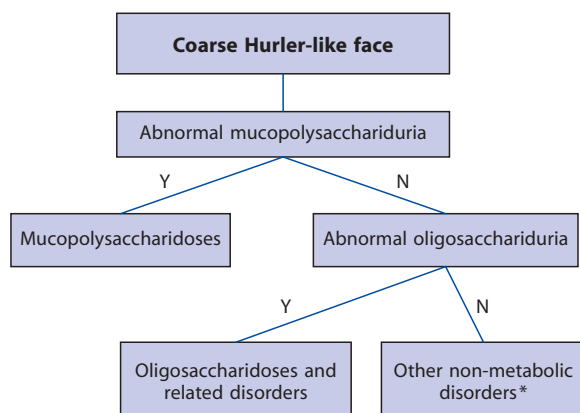 Coarse Hurler-like face
Abnormal mucopolysacchariduria
Y
N
Mucopolysaccharidoses
Abnormal oligosacchariduria
Y
N
Oligosaccharidoses and
related disorders
Other non-metabolic
disorders*